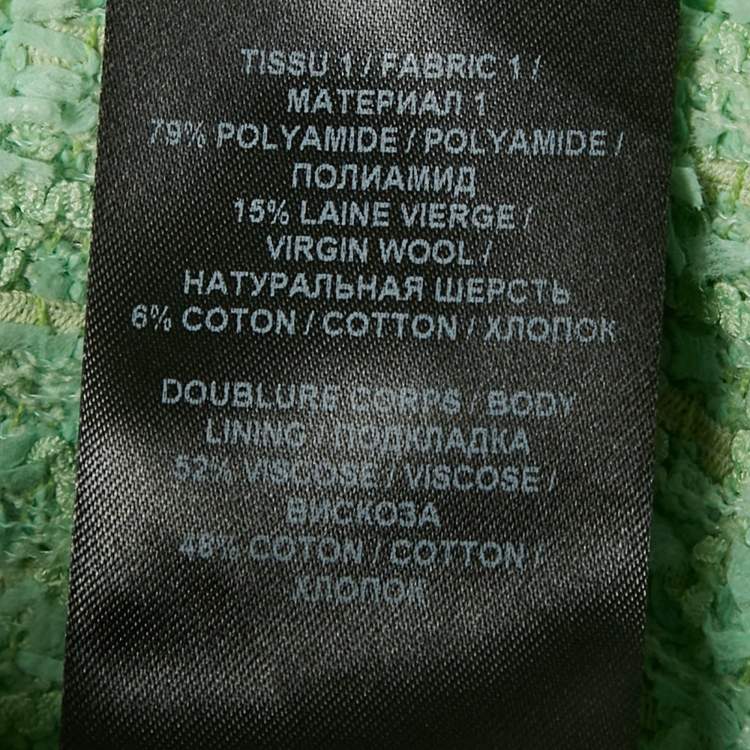 TISSU 1 / FABRIC 1 /
МАТЕРИАЛ 1
79% POLYAMIDE / POLYAMIDE /
ПОЛИАМИД
15% LAINE VIERGE /
VIRGIN WOOL /
НАТУРАЛЬНАЯ ШЕРСТЬ
6% COTON / COTTON / ХЛОПОК
DOUBLURE CORPS / BODY
LINING / ПОДКЛАДКА
52% VISCOSE / VISCOSE /
ВИСКОЗА
48% COTON / COTTON /
ХЛОПОК